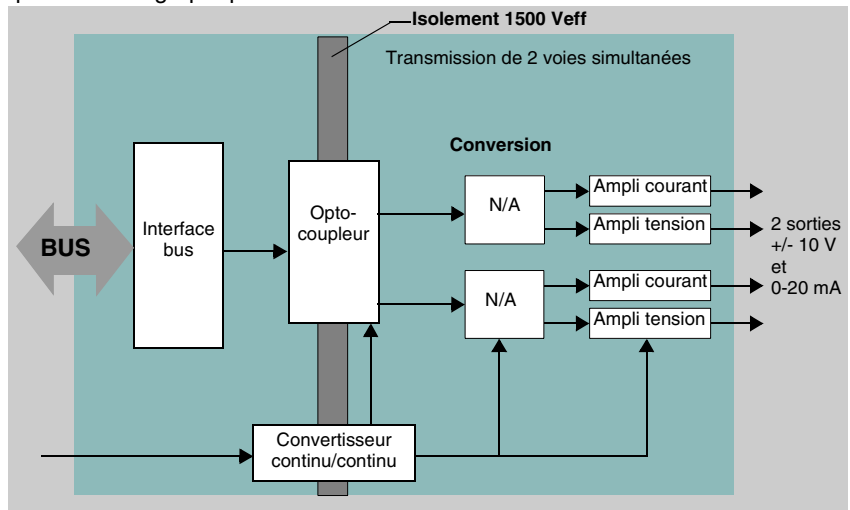 Isolement 1500 Veff
Transmission de 2 voies simultanées
Conversion
BUS
Interface
bus
Opto-
coupleur
N/A
Ampli courant
Ampli tension
N/A
Ampli courant
Ampli tension
2 sorties
+/- 10 V
et
0-20 mA
Convertisseur
continu/continu